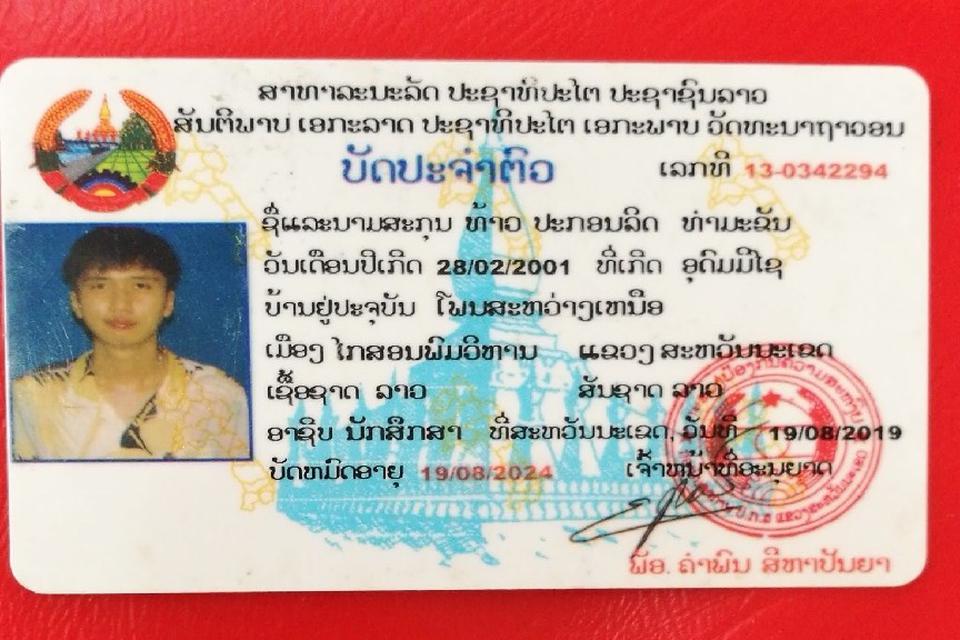 ສາທາລະນະລັດ ປະຊາທິປະໄຕ ປະຊາຊົນລາວ
ສັນຕິພາບ ເອກະລາດ ປະຊາທິປະໄຕ ເອກະພາບ ວັດທະນາຖາວອນ
ບັດປະຈຳຕົວ ເລກທີ 13-0342294
ຊື່ແລະນາມສະກຸນ ທ້າວ ປະກອນລິດ ທຳມະຂັນ
ວັນເດືອນປີເກີດ 28/02/2001 ທີ່ເກີດ ອຸດົມມີໄຊ
ບ້ານຢູ່ປະຈຸບັນ ໂພນສະຫວ່າງເຫນືອ
ເມືອງ ໄກສອນພົມວິຫານ ແຂວງ ສະຫວັນນະເຂດ
ເຊື້ອຊາດ ລາວ ສັນຊາດ ລາວ
ອາຊີບ ນັກສຶກສາ ທີ່ສະຫວັນນະເຂດ, ວັນທີ 19/08/2019
ບັດຫມົດອາຍຸ 19/08/2024 ເຈົ້າຫນ້າທີ່ອະນຸຍາດ
ພັອ. ຄຳພົນ ສີຫາປັນຍາ